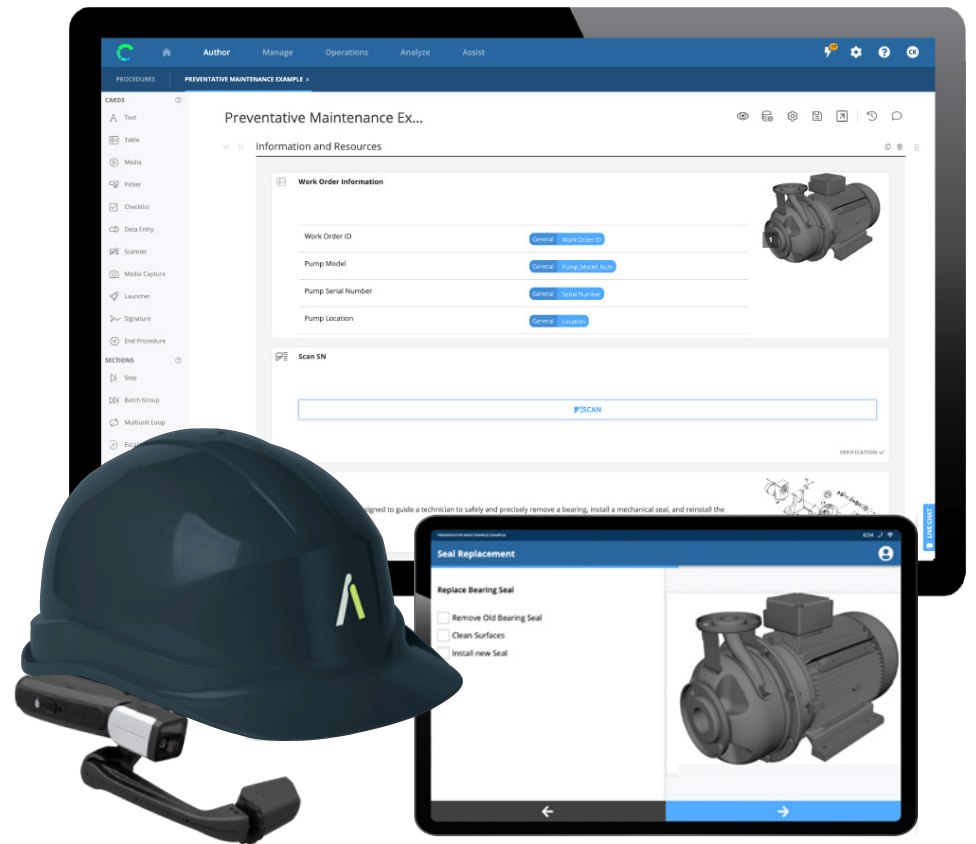 Author Manage Operations Analyze Assist CK
PROCEDURES PREVENTATIVE MAINTENANCE EXAMPLE ×
CARDS
Text
Table
Media
Picker
Checklist
Data Entry
Scanner
Media Capture
Launcher
Signature
End Procedure
SECTIONS
Step
Batch Group
Multiunit Loop
Preventative Maintenance Ex...
Information and Resources
Work Order Information
1
Work Order ID General Work Order ID
Pump Model General Pump_Model_Num
Pump Serial Number General Serial Number
Pump Location General Location
Scan SN
SCAN
VERIFICATION
to guide a technician to safely and precisely remove a bearing, install a mechanical seal, and reinstall the
LIVE CHAT
PREVENTATIVE MAINTENANCE EXAMPLE 6:54
Seal Replacement
Replace Bearing Seal
Remove Old Bearing Seal
Clean Surfaces
Install new Seal